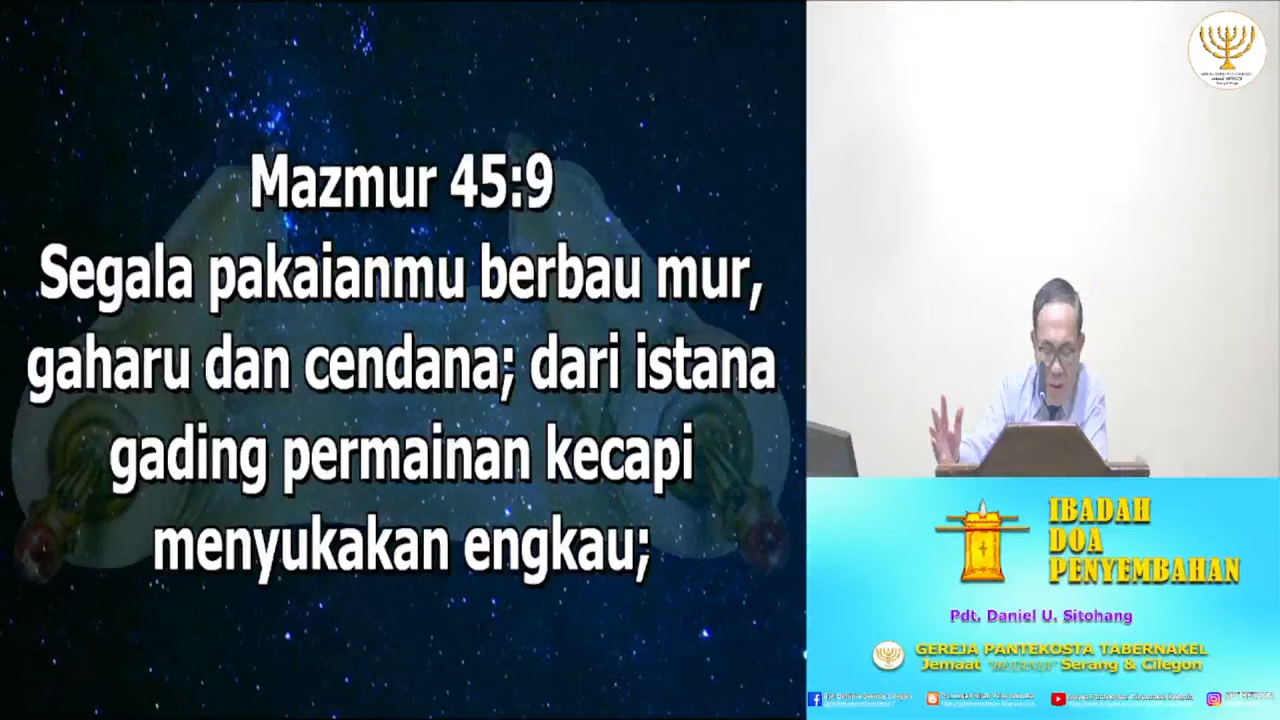 Mazmur 45:9
Segala pakaianmu berbau mur,
gaharu dan cendana; dari istana
gading permainan kecapi
menyukakan engkau;
IBADAH
DOA
PENYEMBAHAN
Pdt. Daniel U. Sitohang
GEREJA PANTEKOSTA TABERNAKEL
Jemaat "BETANIA" Serang & Cilegon